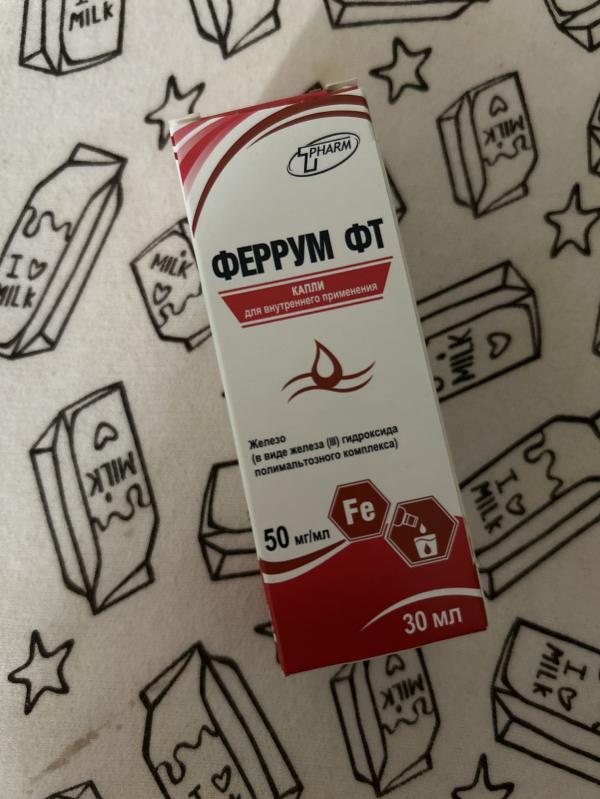 I
MILK
PHARM
ФЕРРУМ ФТ
КАПЛИ
для внутреннего применения
MILK
I
MILK
MILK
MILK
Железо
(в виде железа (III) гидроксида
полимальтозного комплекса)
I
MILK
MILK
50 мг/мл
Fe
30 мл
I
MILK
MILK